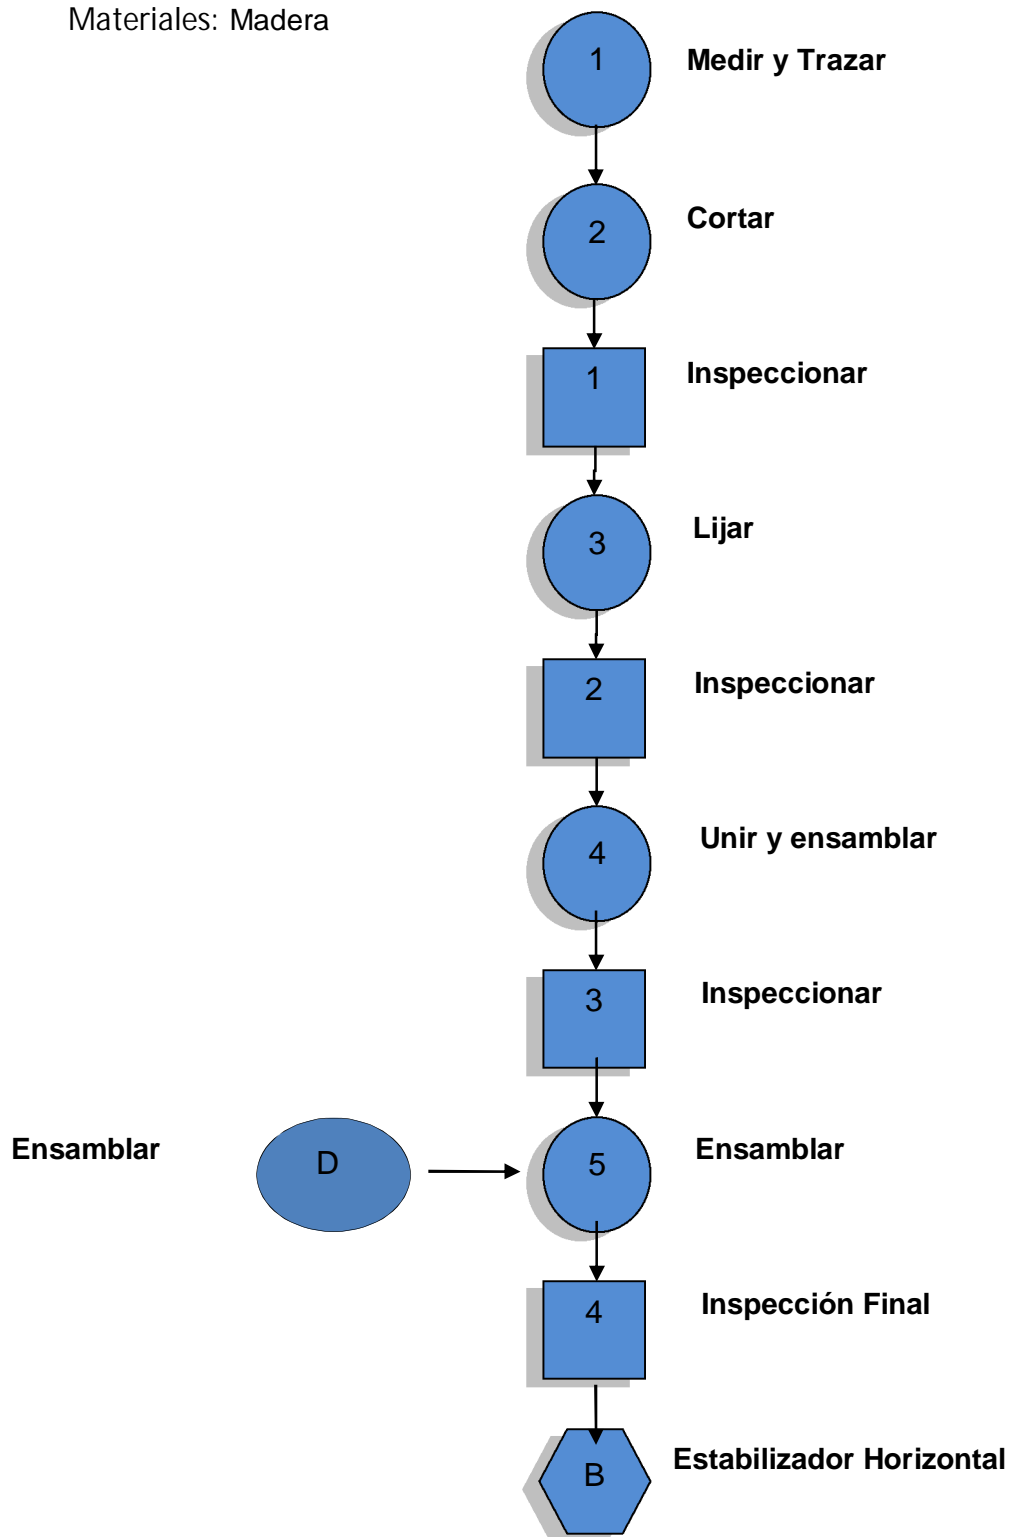 Materiales: Madera
1 Medir y Trazar
2 Cortar
1 Inspeccionar
3 Lijar
2 Inspeccionar
4 Unir y ensamblar
3 Inspeccionar
Ensamblar D 5 Ensamblar
4 Inspección Final
B Estabilizador Horizontal